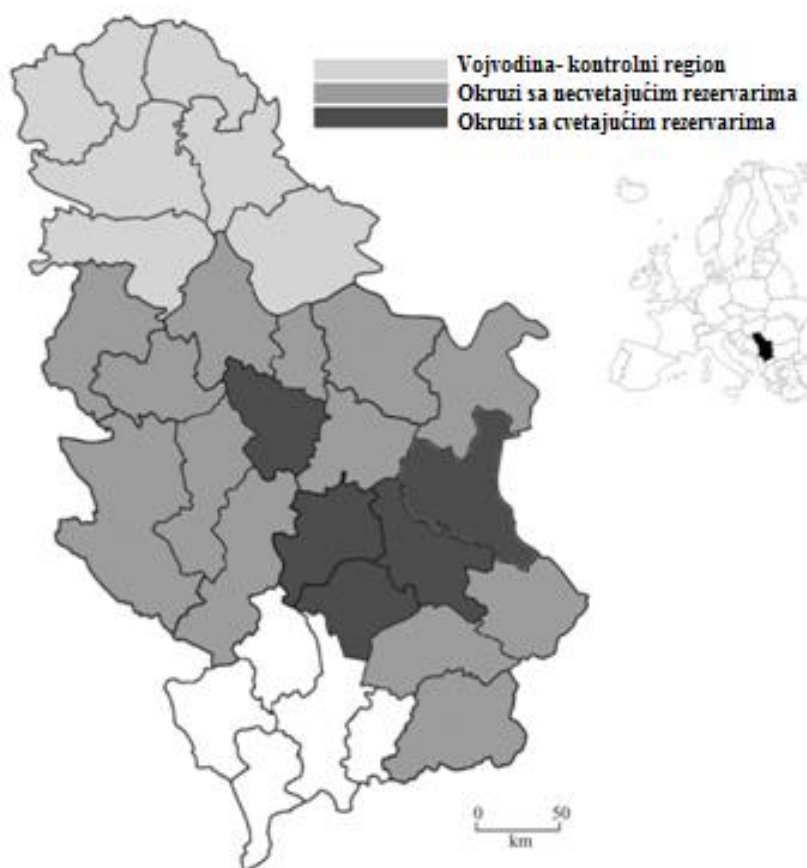 Vojvodina- kontrolni region
Okruzi sa necvetajućim rezervarima
Okruzi sa cvetajućim rezervarima
0 50
km